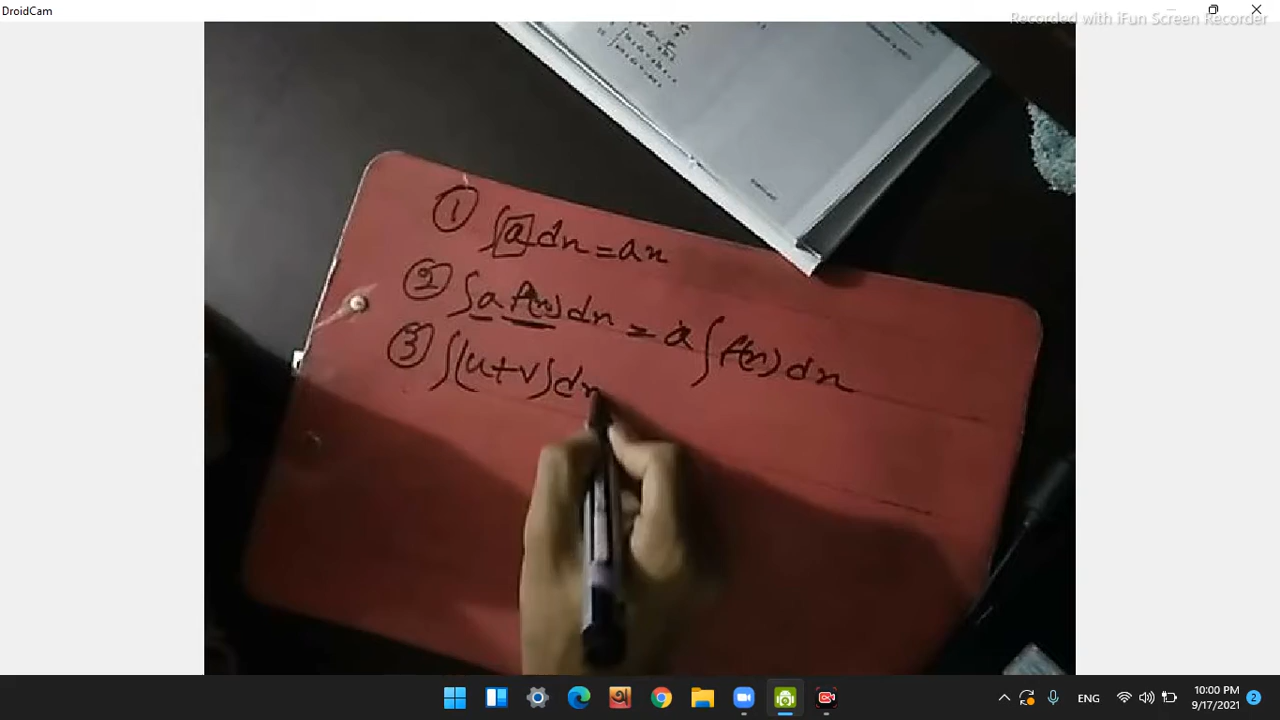 DroidCam
Recorded with iFun Screen Recorder
① ∫a dx = ax
② ∫a f(x) dx = a ∫f(x) dx
③ ∫(u+v) dx
ENG
10:00 PM
9/17/2021
2